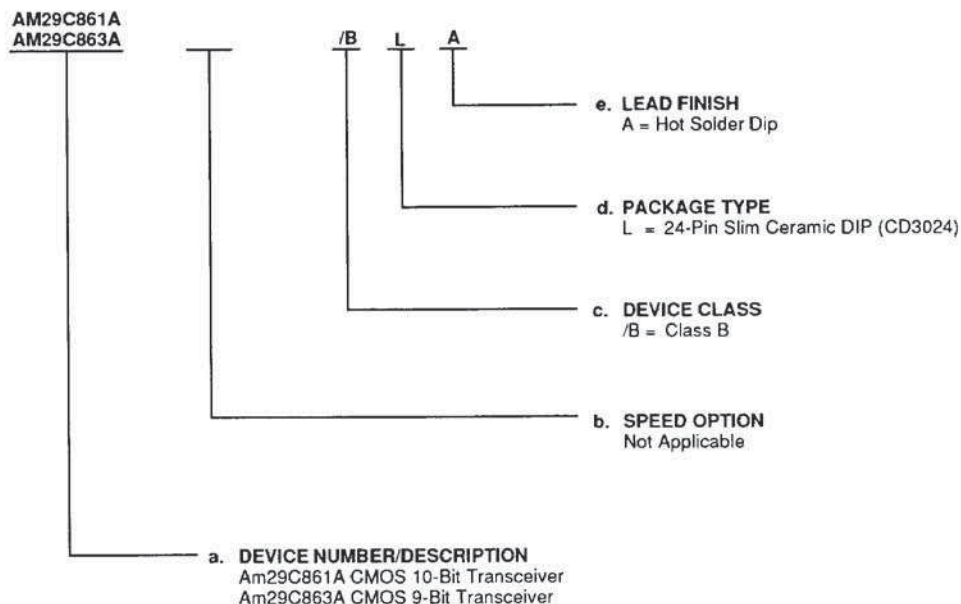 AM29C861A
AM29C863A
/B L A
e. LEAD FINISH
A = Hot Solder Dip
d. PACKAGE TYPE
L = 24-Pin Slim Ceramic DIP (CD3024)
c. DEVICE CLASS
/B = Class B
b. SPEED OPTION
Not Applicable
a. DEVICE NUMBER/DESCRIPTION
Am29C861A CMOS 10-Bit Transceiver
Am29C863A CMOS 9-Bit Transceiver